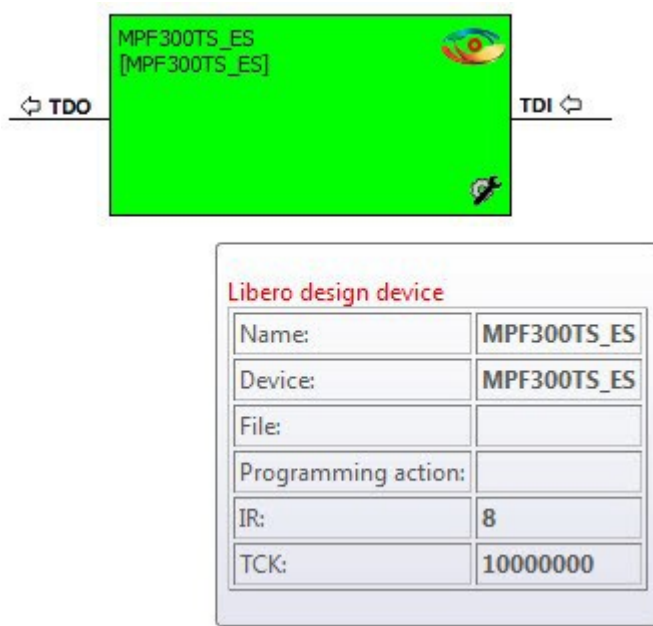 MPF300TS_ES
[MPF300TS_ES]
⇦ TDO
TDI ⇦
Libero design device
Name: MPF300TS_ES
Device: MPF300TS_ES
File:
Programming action:
IR: 8
TCK: 10000000